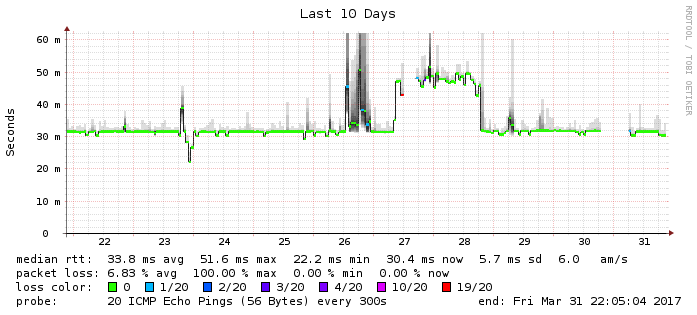 Last 10 Days
RRDTOOL / TOBI OETIKER
Seconds
60 m
50 m
40 m
30 m
20 m
10 m
0
22 23 24 25 26 27 28 29 30 31
median rtt: 33.8 ms avg 51.6 ms max 22.2 ms min 30.4 ms now 5.7 ms sd 6.0 am/s
packet loss: 6.83 % avg 100.00 % max 0.00 % min 0.00 % now
loss color: 0 1/20 2/20 3/20 4/20 10/20 19/20
probe: 20 ICMP Echo Pings (56 Bytes) every 300s end: Fri Mar 31 22:05:04 2017